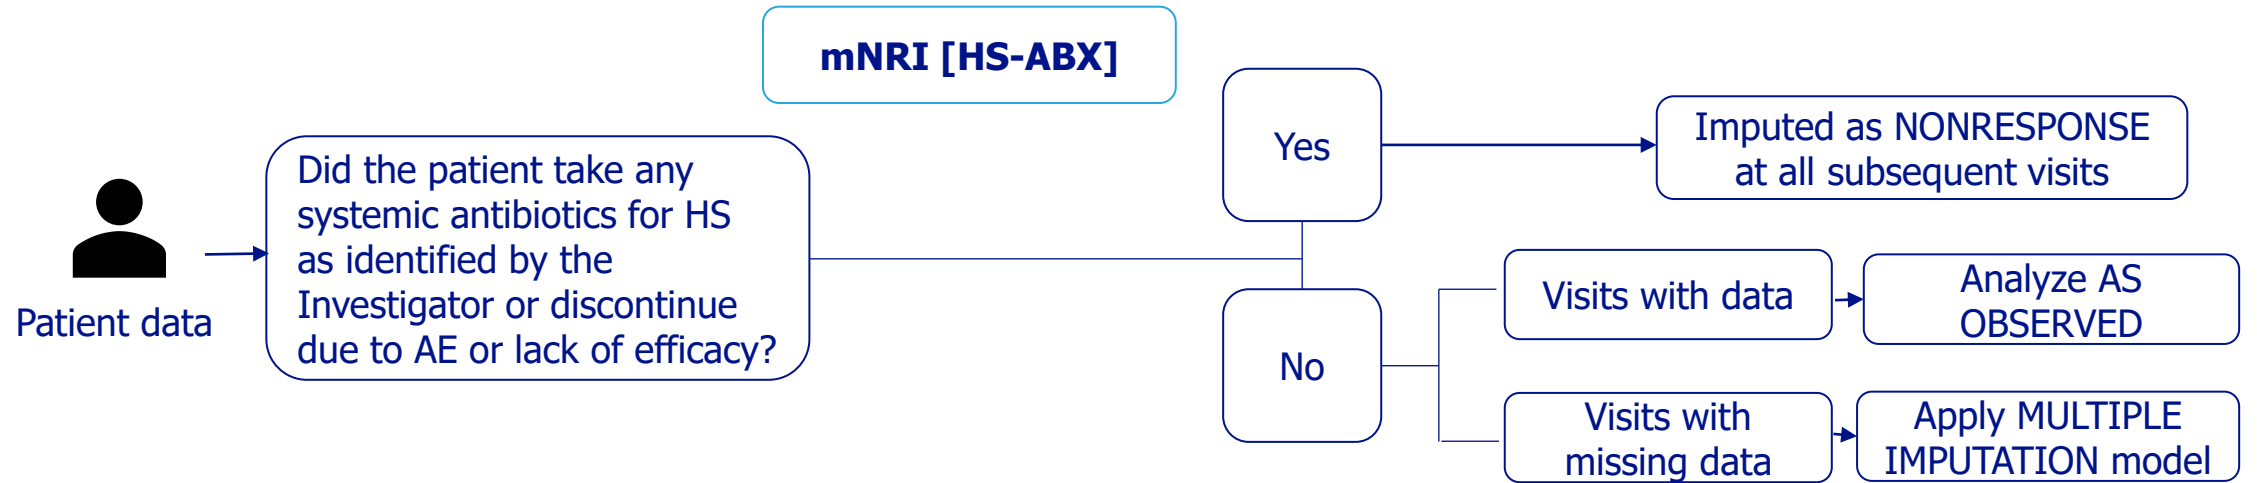 mNRI [HS-ABX]
Patient data
Did the patient take any
systemic antibiotics for HS
as identified by the
Investigator or discontinue
due to AE or lack of efficacy?
Yes
Imputed as NONRESPONSE
at all subsequent visits
No
Visits with data
Analyze AS
OBSERVED
Visits with
missing data
Apply MULTIPLE
IMPUTATION model